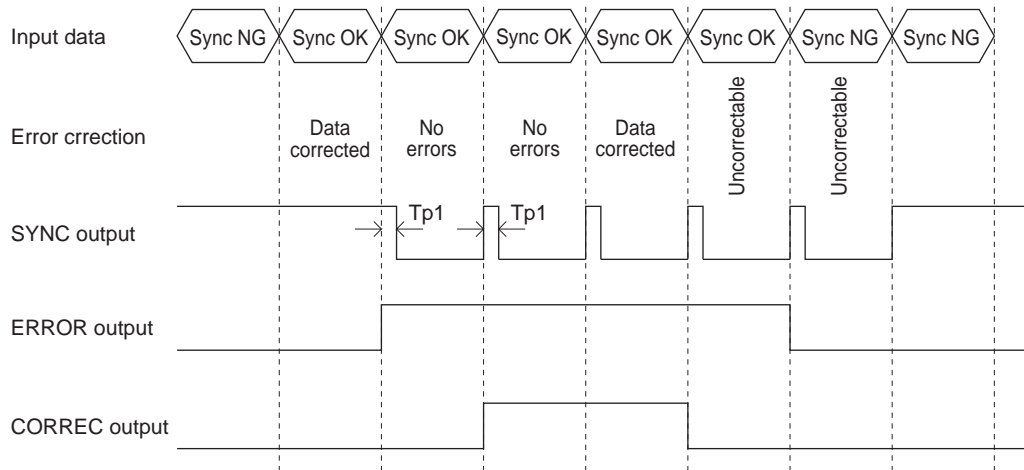 Input data
Sync NG
Sync OK
Sync OK
Sync OK
Sync OK
Sync OK
Sync NG
Sync NG
Error crrection
Data
corrected
No
errors
No
errors
Data
corrected
Uncorrectable
Uncorrectable
SYNC output
Tp1
Tp1
ERROR output
CORREC output